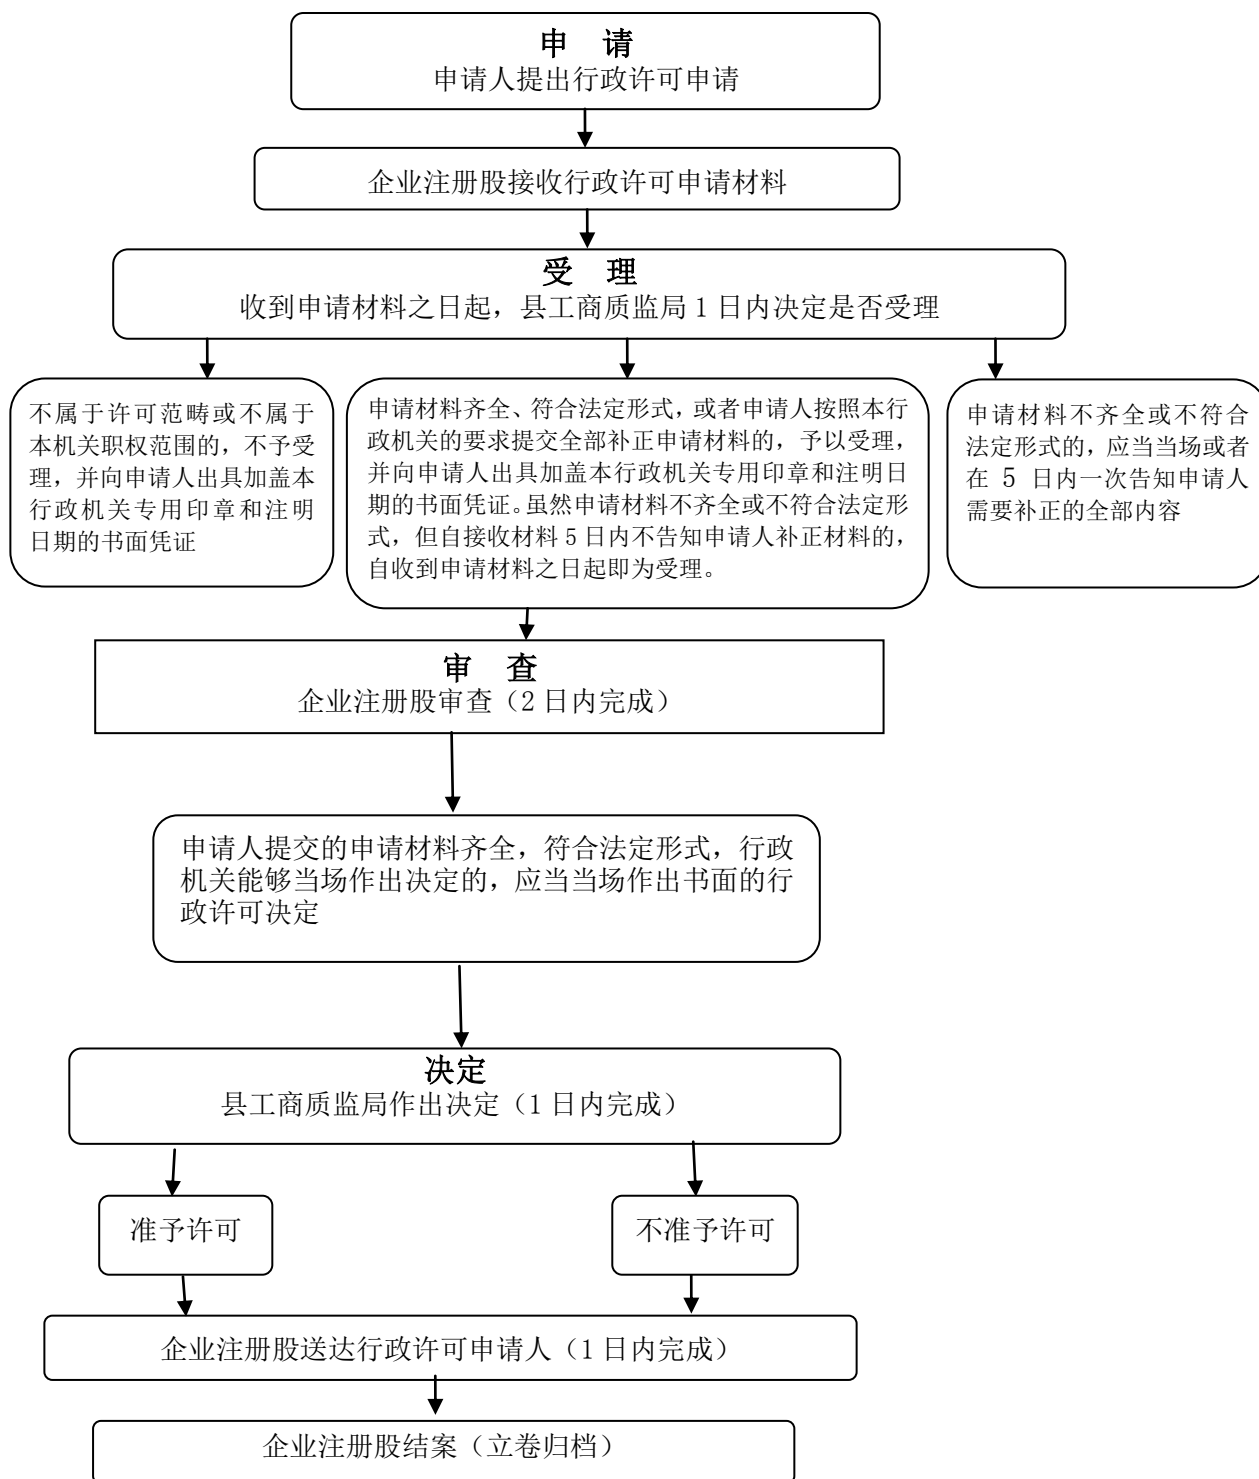 申 请
申请人提出行政许可申请
企业注册股接收行政许可申请材料
受 理
收到申请材料之日起，县工商质监局 1 日内决定是否受理
不属于许可范畴或不属于
本机关职权范围的，不予受
理，并向申请人出具加盖本
行政机关专用印章和注明
日期的书面凭证
申请材料齐全、符合法定形式，或者申请人按照本行
政机关的要求提交全部补正申请材料的，予以受理，
并向申请人出具加盖本行政机关专用印章和注明日
期的书面凭证。虽然申请材料不齐全或不符合法定形
式，但自接收材料 5 日内不告知申请人补正材料的，
自收到申请材料之日起即为受理。
申请材料不齐全或不符合
法定形式的，应当当场或者
在 5 日内一次告知申请人
需要补正的全部内容
审 查
企业注册股审查（2 日内完成）
申请人提交的申请材料齐全，符合法定形式，行政
机关能够当场作出决定的，应当当场作出书面的行
政许可决定
决定
县工商质监局作出决定（1 日内完成）
准予许可
不准予许可
企业注册股送达行政许可申请人（1 日内完成）
企业注册股结案（立卷归档）